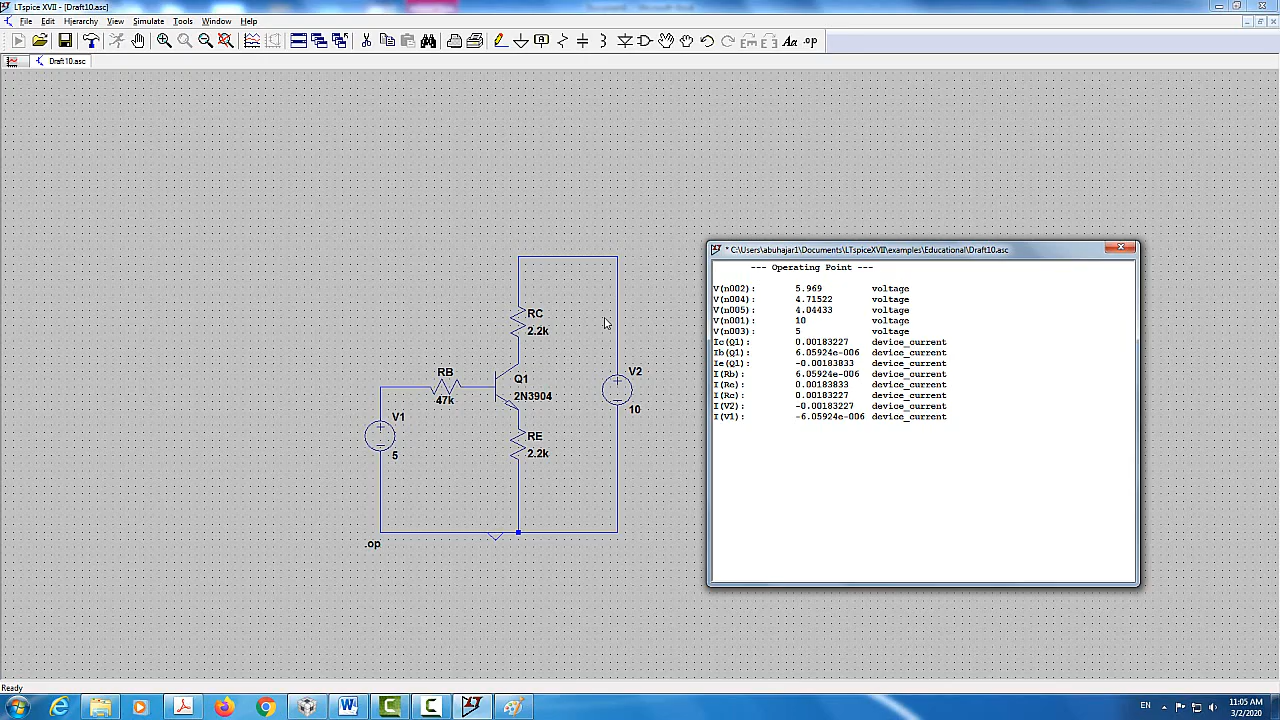 LTspice XVII - [Draft10.asc]
File Edit Hierarchy View Simulate Tools Window Help
Aa .op
Draft10.asc
RC
2.2k
RB
47k
Q1
2N3904
V2
10
V1
5
RE
2.2k
.op
* C:\Users\abuhajar1\Documents\LTspiceXVII\examples\Educational\Draft10.asc
--- Operating Point ---
V(n002): 5.969 voltage
V(n004): 4.71522 voltage
V(n005): 4.04433 voltage
V(n001): 10 voltage
V(n003): 5 voltage
Ic(Q1): 0.00183227 device_current
Ib(Q1): 6.05924e-006 device_current
Ie(Q1): -0.00183833 device_current
I(Rb): 6.05924e-006 device_current
I(Re): 0.00183833 device_current
I(Rc): 0.00183227 device_current
I(V2): -0.00183227 device_current
I(V1): -6.05924e-006 device_current
Ready
EN
11:05 AM
3/2/2020